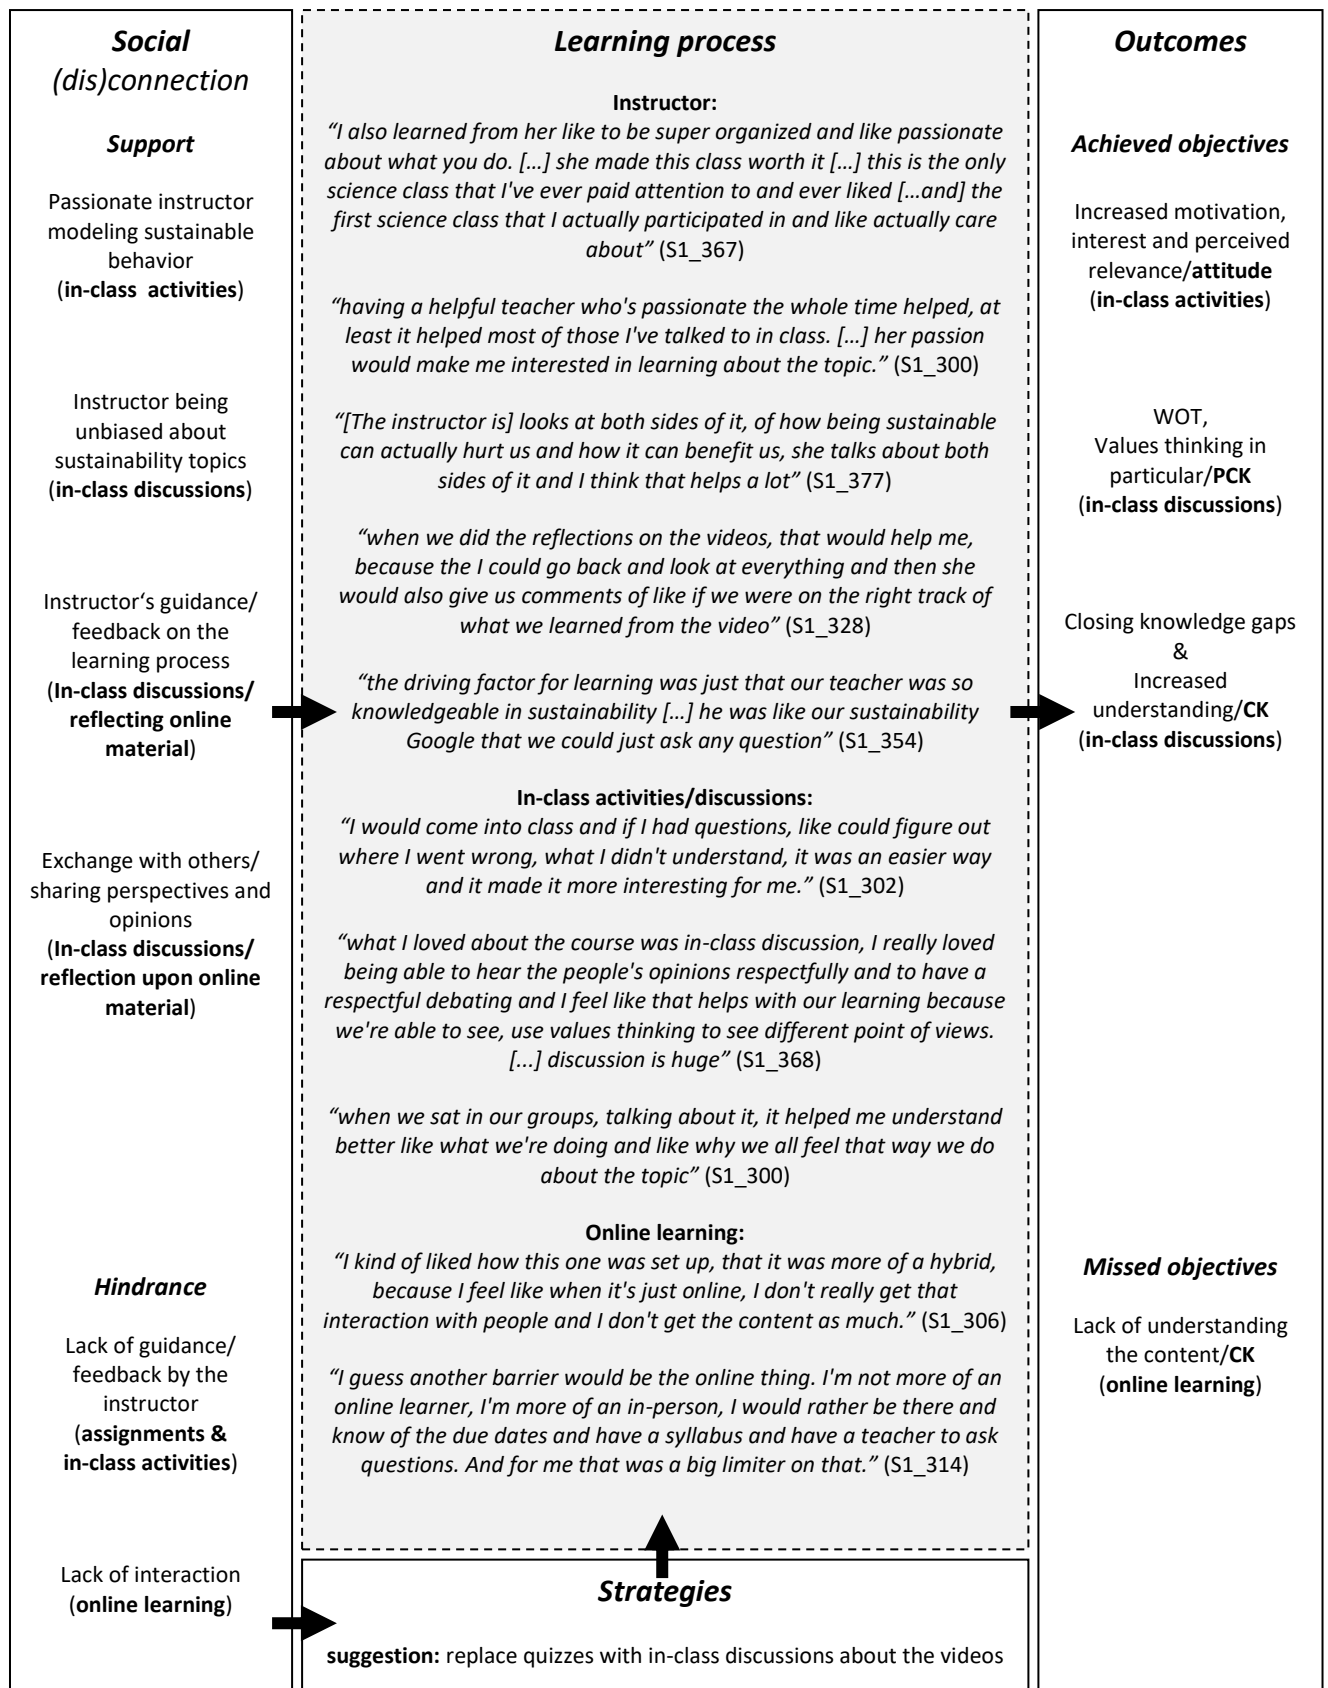 Social
(dis)connection
Support
Passionate instructor
modeling sustainable
behavior
(in-class activities)
Instructor being
unbiased about
sustainability topics
(in-class discussions)
Instructor‘s guidance/
feedback on the
learning process
(In-class discussions/
reflecting online
material)
Exchange with others/
sharing perspectives and
opinions
(In-class discussions/
reflection upon online
material)
Hindrance
Lack of guidance/
feedback by the
instructor
(assignments &
in-class activities)
Lack of interaction
(online learning)
Learning process
Instructor:
“I also learned from her like to be super organized and like passionate
about what you do. […] she made this class worth it […] this is the only
science class that I've ever paid attention to and ever liked […and] the
first science class that I actually participated in and like actually care
about” (S1_367)
“having a helpful teacher who's passionate the whole time helped, at
least it helped most of those I've talked to in class. […] her passion
would make me interested in learning about the topic.” (S1_300)
“[The instructor is] looks at both sides of it, of how being sustainable
can actually hurt us and how it can benefit us, she talks about both
sides of it and I think that helps a lot” (S1_377)
“when we did the reflections on the videos, that would help me,
because the I could go back and look at everything and then she
would also give us comments of like if we were on the right track of
what we learned from the video” (S1_328)
“the driving factor for learning was just that our teacher was so
knowledgeable in sustainability […] he was like our sustainability
Google that we could just ask any question” (S1_354)
In-class activities/discussions:
“I would come into class and if I had questions, like could figure out
where I went wrong, what I didn't understand, it was an easier way
and it made it more interesting for me.” (S1_302)
“what I loved about the course was in-class discussion, I really loved
being able to hear the people's opinions respectfully and to have a
respectful debating and I feel like that helps with our learning because
we're able to see, use values thinking to see different point of views.
[...] discussion is huge” (S1_368)
“when we sat in our groups, talking about it, it helped me understand
better like what we're doing and like why we all feel that way we do
about the topic” (S1_300)
Online learning:
“I kind of liked how this one was set up, that it was more of a hybrid,
because I feel like when it's just online, I don't really get that
interaction with people and I don't get the content as much.” (S1_306)
“I guess another barrier would be the online thing. I'm not more of an
online learner, I'm more of an in-person, I would rather be there and
know of the due dates and have a syllabus and have a teacher to ask
questions. And for me that was a big limiter on that.” (S1_314)
Strategies
suggestion: replace quizzes with in-class discussions about the videos
Outcomes
Achieved objectives
Increased motivation,
interest and perceived
relevance/attitude
(in-class activities)
WOT,
Values thinking in
particular/PCK
(in-class discussions)
Closing knowledge gaps
&
Increased
understanding/CK
(in-class discussions)
Missed objectives
Lack of understanding
the content/CK
(online learning)